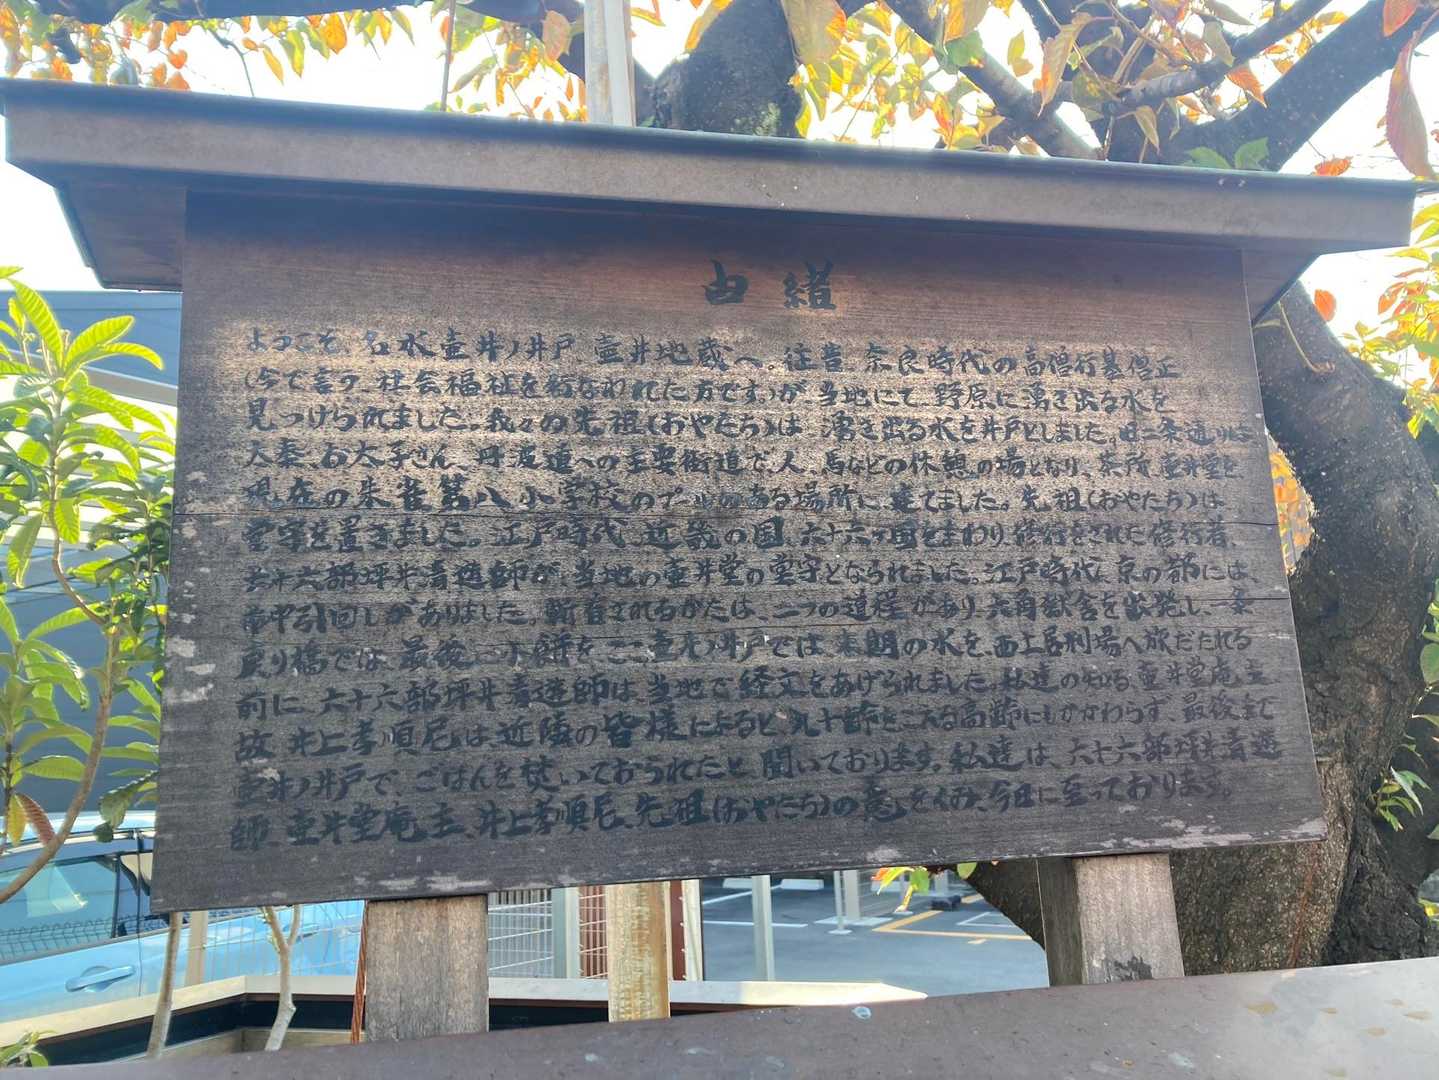 由緒
ようこそ、名水壷井ノ井戸、壷井地蔵へ。往昔、奈良時代の高僧行基僧正
(今で言う、社会福祉を行なわれた方です。)が、当地にて、野原に湧き出る水を
見つけられました。我々の先祖(おやたち)は、湧き出る水を井戸としました。旧二条通りは
太秦、お太子さん、丹波道への主要街道で、人、馬などの休憩の場となり、茶所、壷井堂を、
現在の朱雀第八小学校のプールのある場所に、建てました。先祖(おやたち)は
堂守を置きました。江戸時代、近畿の国、六十六ヶ国をまわり、修行をされた修行者、
六十六部坪井善遊師が、当地の壷井堂の堂守となられました。江戸時代、京の都には、
市中引回しがありました。斬首されるかたは、二つの道程があり、六角獄舎を出発し、一条
戻り橋では、最後、一小餅を、ここ壷井ノ井戸では、末期の水を、西土居刑場へ旅だたれる
前に、六十六部坪井善遊師は、当地で経文をあげられました。私達の知る、壷井堂庵主、
故、井上孝順尼は、近隣の皆様によると、九十齢をこえる高齢にもかかわらず、最後まで
壷井ノ井戸で、ごはんを焚いておられたと、聞いております。私達は、六十六部坪井善遊
師、壷井堂庵主、井上孝順尼、先祖(おやたち)の意をくみ、今日に至っております。